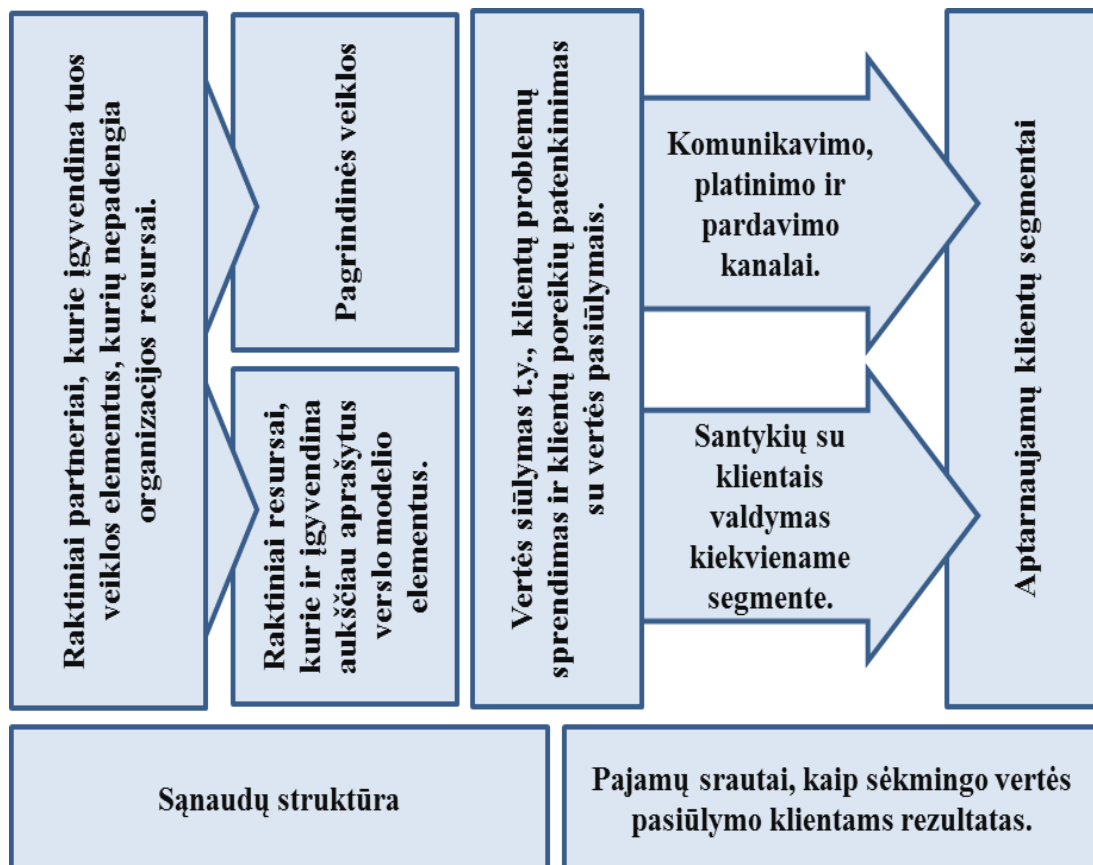 Raktiniai partneriai, kurie įgyvendina tuos
veiklos elementus, kurių nepadengia
organizacijos resursai.
Pagrindinės veiklos
Raktiniai resursai,
kurie ir įgyvendina
aukščiau aprašytus
verslo modelio
elementus.
Vertės siūlymas t.y., klientų problemų
sprendimas ir klientų poreikių patenkinimas
su vertės pasiūlymais.
Komunikavimo,
platinimo ir
pardavimo
kanalai.
Santykių su
klientais
valdymas
kiekviename
segmente.
Aptarnaujamų klientų segmentai
Sąnaudų struktūra
Pajamų srautai, kaip sėkmingo vertės
pasiūlymo klientams rezultatas.